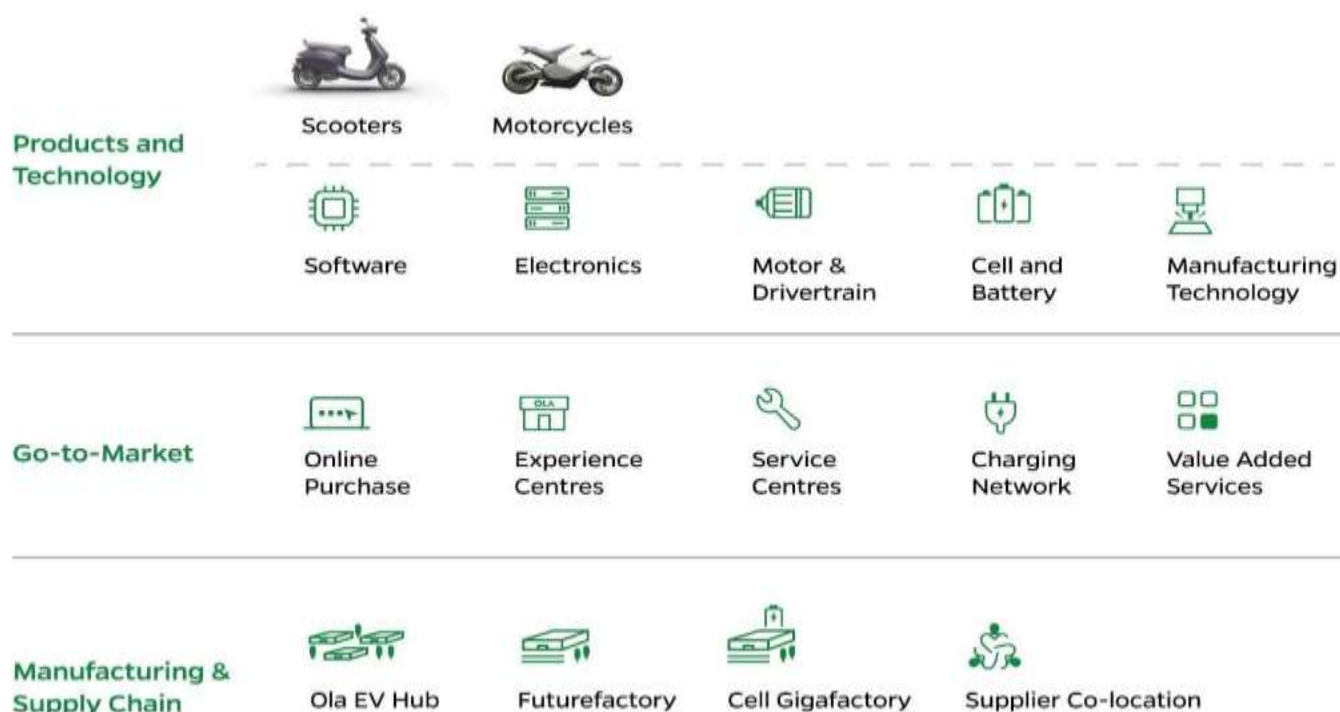 Scooters
Motorcycles
Products and
Technology
Software
Electronics
Motor &
Drivertrain
Cell and
Battery
Manufacturing
Technology
Go-to-Market
Online
Purchase
OLA
Experience
Centres
Service
Centres
Charging
Network
Value Added
Services
Manufacturing &
Supply Chain
Ola EV Hub
Futurefactory
Cell Gigafactory
Supplier Co-location